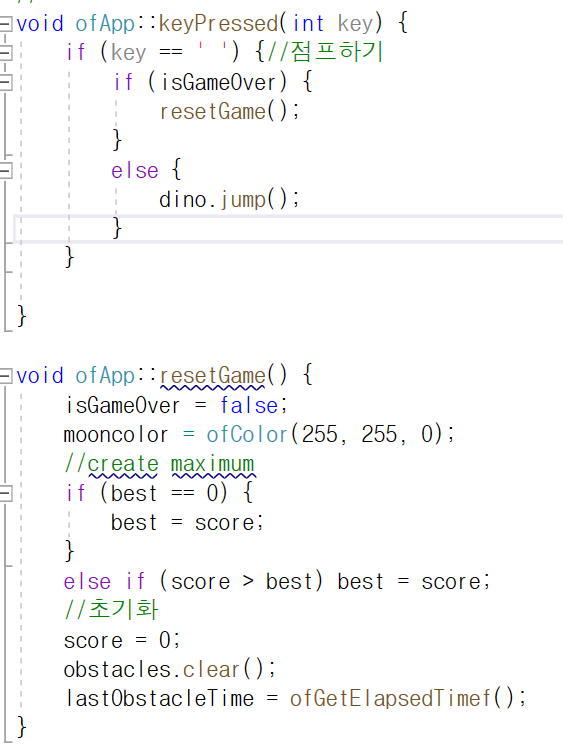 void ofApp::keyPressed(int key) {
if (key == ' ') {//점프하기
if (isGameOver) {
resetGame();
}
else {
dino.jump();
}
}
}
void ofApp::resetGame() {
isGameOver = false;
mooncolor = ofColor(255, 255, 0);
//create maximum
if (best == 0) {
best = score;
}
else if (score > best) best = score;
//초기화
score = 0;
obstacles.clear();
lastObstacleTime = ofGetElapsedTimef();
}